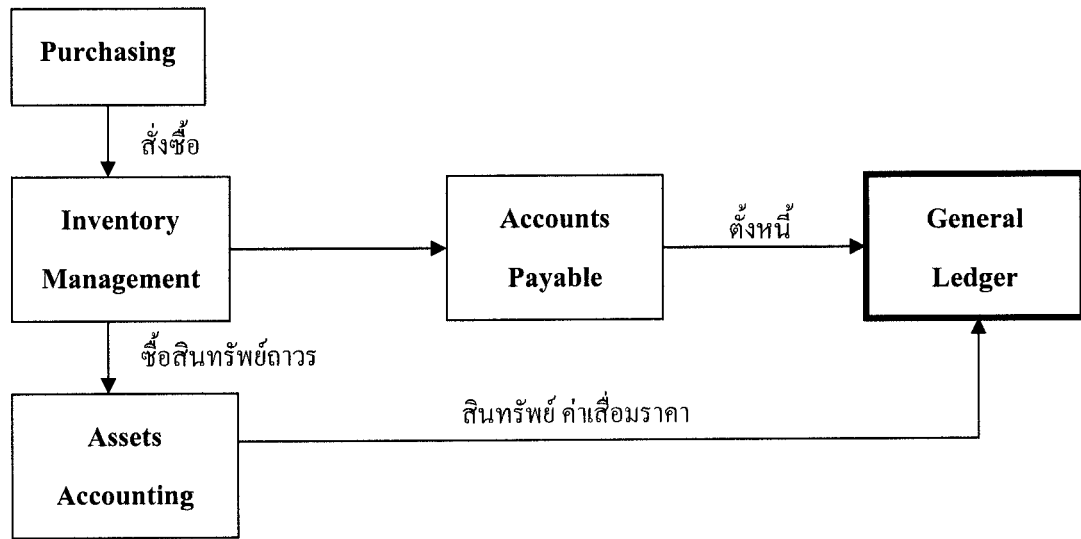 Purchasing
สั่งซื้อ
Inventory
Management
Accounts
Payable
ตั้งหนี้
General
Ledger
ซื้อสินทรัพย์ถาวร
Assets
Accounting
สินทรัพย์ ค่าเสื่อมราคา